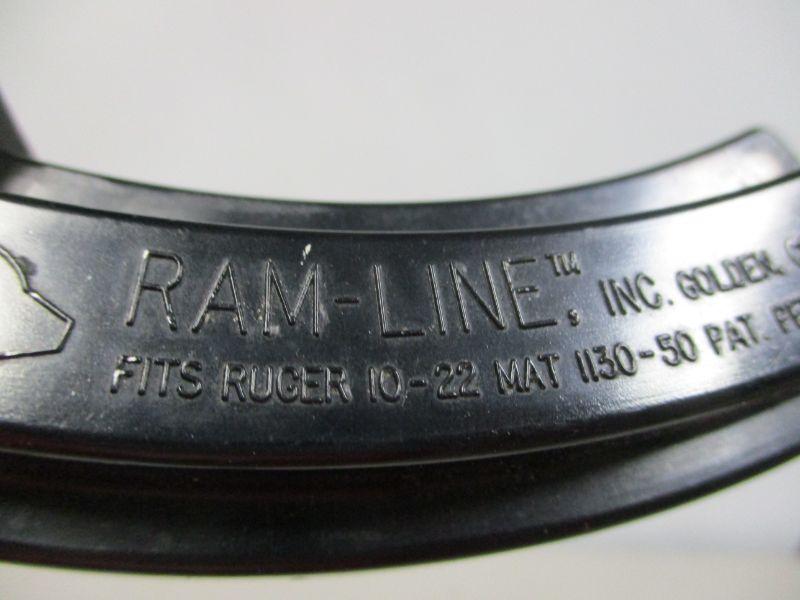 RAM-LINE™, INC. GOLDEN,
FITS RUGER 10-22 MAT 1130-50 PAT.